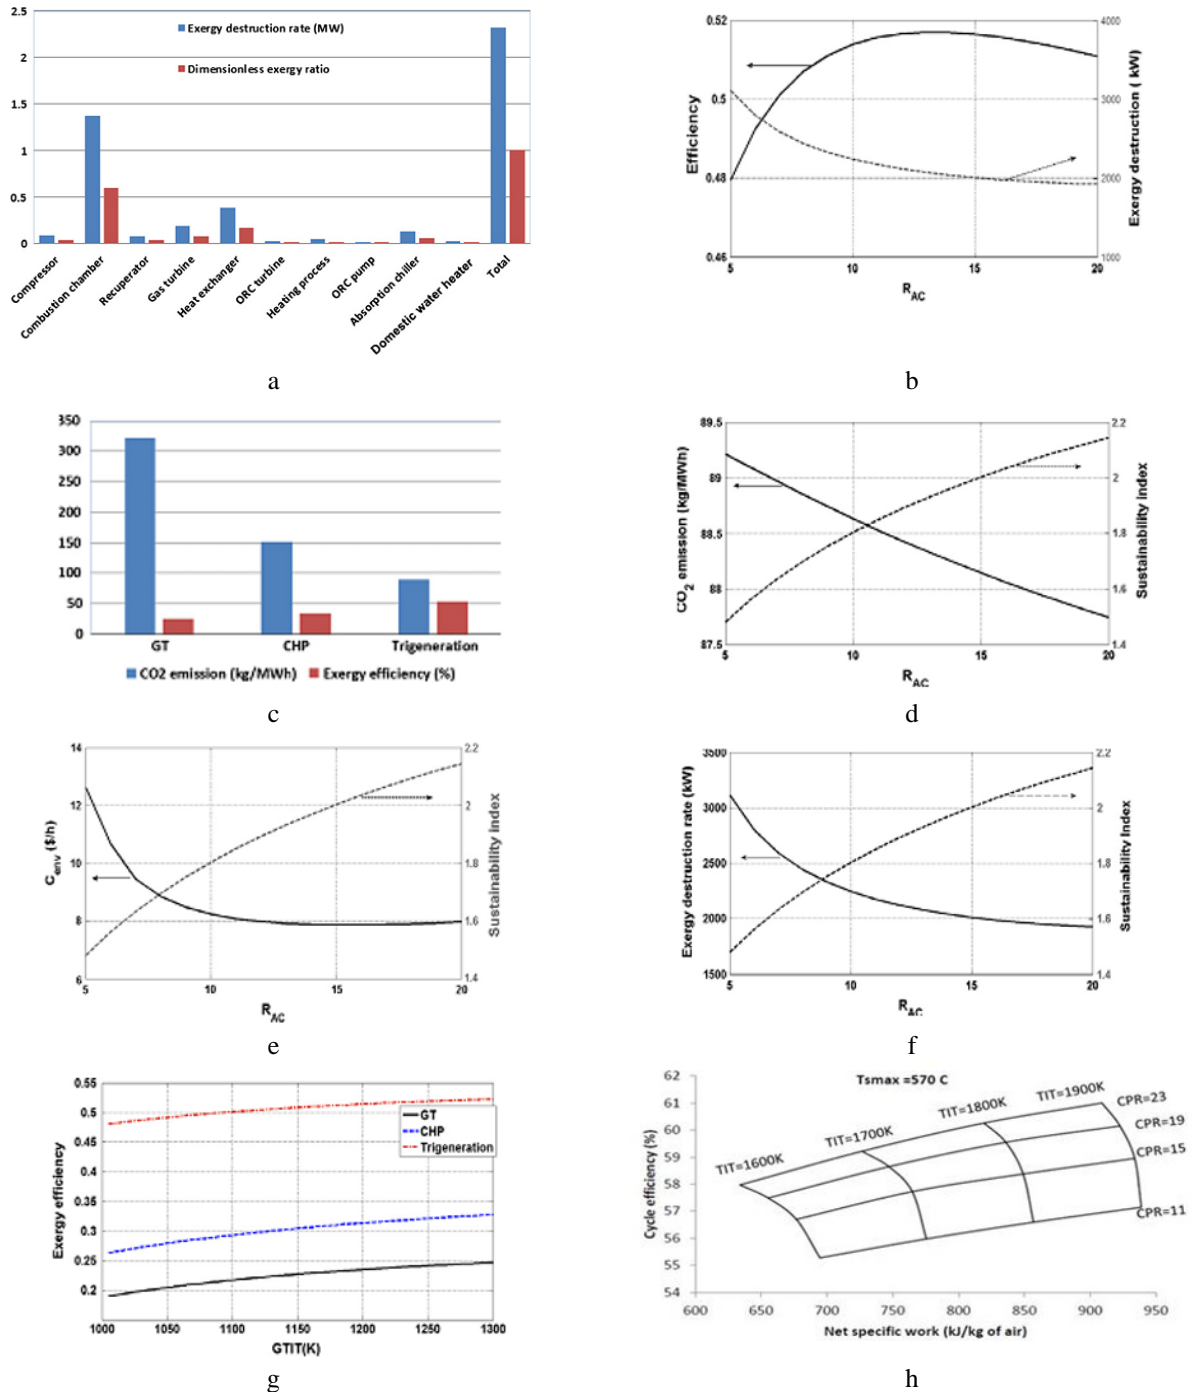 2.5
2
1.5
1
0.5
0
Exergy destruction rate (MW)
Dimensionless exergy ratio
Compressor
Combustion chamber
Recuperator
Gas turbine
Heat exchanger
ORC turbine
Heating process
ORC pump
Absorption chiller
Domestic water heater
Total
a
0.52
0.5
0.48
0.46
Efficiency
4000
3000
2000
1000
Exergy destruction ( kW)
5 10 15 20
R_AC
b
350
300
250
200
150
100
50
0
GT CHP Trigeneration
CO2 emission (kg/MWh) Exergy efficiency (%)
c
89.5
89
88.5
88
87.5
CO₂ emission (kg/MWh)
2.2
2
1.8
1.6
1.4
Sustainability index
5 10 15 20
R_AC
d
14
12
10
8
6
C_env ($/h)
2.2
2
1.8
1.6
1.4
Sustainability index
5 10 15 20
R_AC
e
3500
3000
2500
2000
1500
Exergy destruction rate (kW)
2.2
2
1.8
1.6
1.4
Sustainability Index
5 10 15 20
R_AC
f
0.55
0.5
0.45
0.4
0.35
0.3
0.25
0.2
Exergy efficiency
GT
CHP
Trigeneration
1000 1050 1100 1150 1200 1250 1300
GTIT(K)
g
62
61
60
59
58
57
56
55
54
Cycle efficiency (%)
Tsmax =570 C
TIT=1600K
TIT=1700K
TIT=1800K
TIT=1900K
CPR=23
CPR=19
CPR=15
CPR=11
600 650 700 750 800 850 900 950
Net specific work (kJ/kg of air)
h